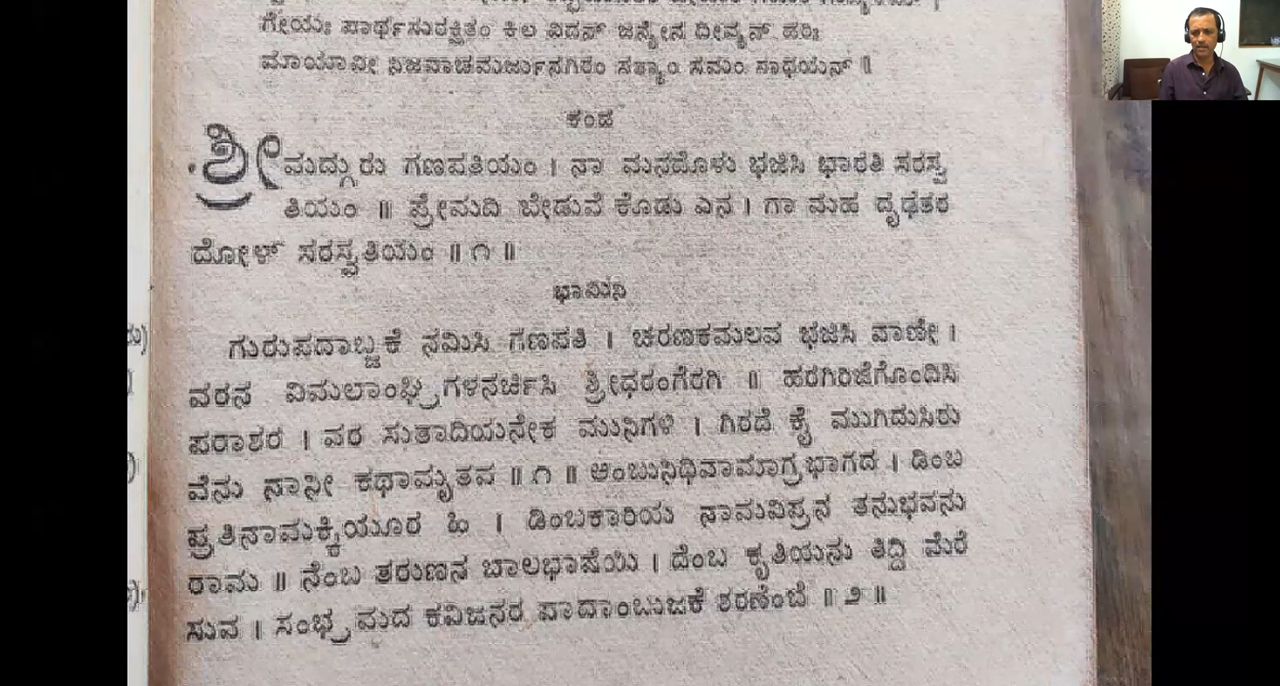 ಗೇಯಃ ಪಾರ್ಥಸುರಕ್ಷಿತಂ ಕಿಲ ವಿದನ್ ಜನ್ಯೇನ ದೀವ್ಯನ್ ಹರಿಃ
ಮಾಯಾವೀ ನಿಜಪಾಚಮರ್ಜುನಗಿರಂ ಸತ್ಯಾಂ ಸಮಂ ಸಾಧಯನ್ ॥
ಕಂದ
ಶ್ರೀಮದ್ಗುರು ಗಣಪತಿಯಂ । ನಾ ಮನದೊಳು ಭಜಿಸಿ ಭಾರತಿ ಸರಸ್ವ
ತಿಯಂ ॥ ಪ್ರೇಮದಿ ಬೇಡುವೆ ಕೊಡು ಎನ । ಗಾ ಮಹ ದೃಢತರ
ದೋಳ್ ಸರಸ್ವತಿಯಂ ॥ ೧ ॥
ಭಾಮಿನಿ
ಗುರುಪದಾಬ್ಜಕೆ ನಮಿಸಿ ಗಣಪತಿ । ಚರಣಕಮಲವ ಭಜಿಸಿ ವಾಣೀ ।
ವರನ ವಿಮಲಾಂಘ್ರಿಗಳನರ್ಚಿಸಿ ಶ್ರೀಧರಂಗೆರಗಿ ॥ ಹರಗಿರಿಜೆಗೊಂದಿಸಿ
ಪರಾಶರ । ವರ ಸುತಾದಿಯನೇಕ ಮುನಿಗಳಿ । ಗಿರದೆ ಕೈ ಮುಗಿದುಸಿರು
ವೆನು ನಾನೀ ಕಥಾಮೃತವ ॥ ೧ ॥ ಅಂಬುನಿಧಿವಾಮಾಗ್ರಭಾಗದ । ಡಿಂಬ
ಪ್ರತಿನಾಮಕ್ಕಿಯೂರ ಹಿ । ಡಿಂಬಕಾರಿಯ ನಾಮವಿಪ್ರನ ತನುಭವನು
ರಾಮ ॥ ನೆಂಬ ತರುಣನ ಬಾಲಭಾಷೆಯಿ । ದೆಂಬ ಕೃತಿಯನು ತಿದ್ದಿ ಮೆರೆ
ಸುವ । ಸಂಭ್ರಮದ ಕವಿಜನರ ಪಾದಾಂಬುಜಕೆ ಶರಣೆಂಬೆ ॥ ೨ ॥